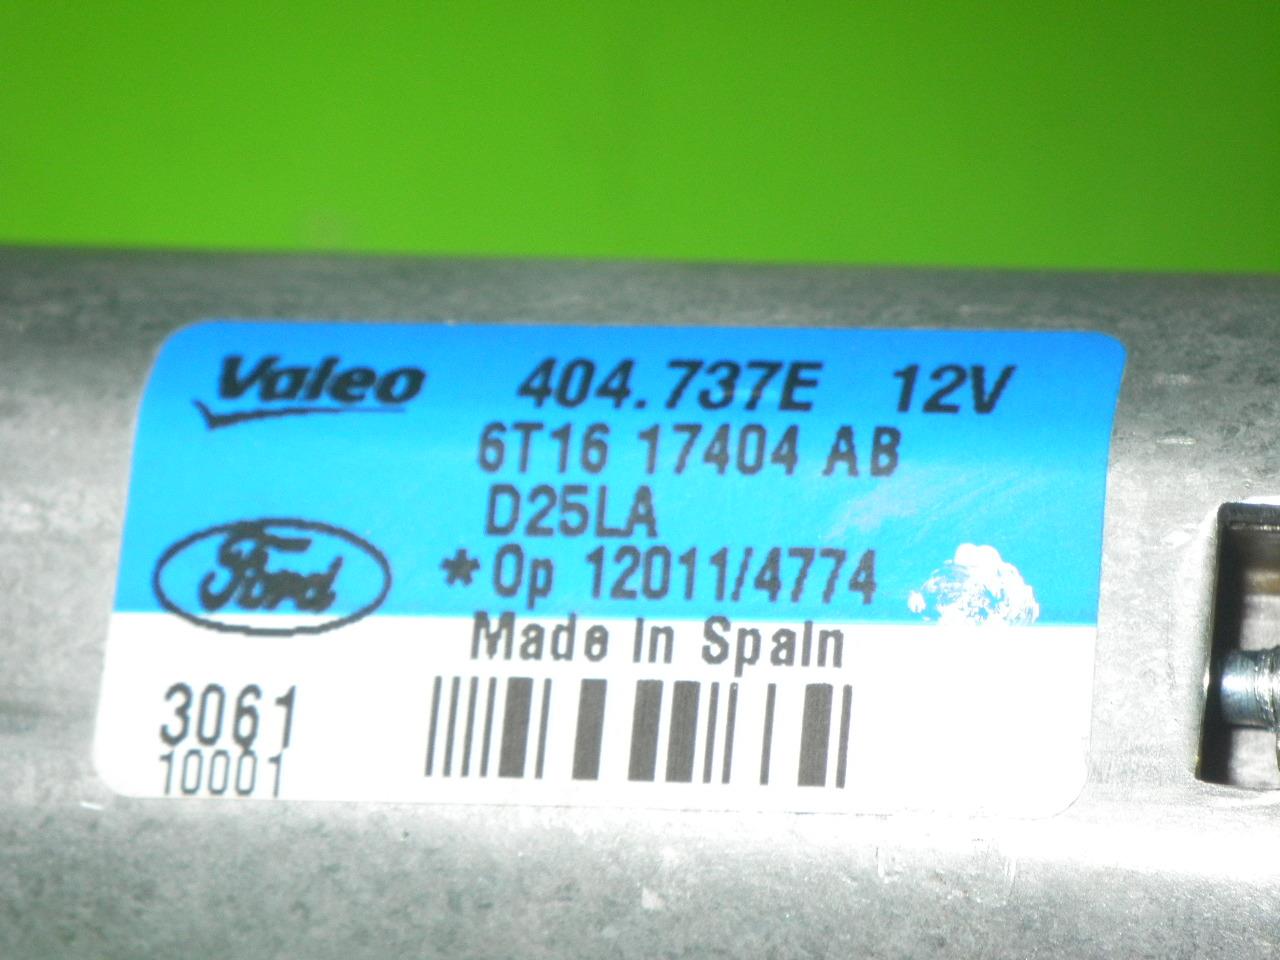 Valeo 404.737E 12V
6T16 17404 AB
D25LA
Ford *Op 12011/4774
Made in Spain
3061
10001